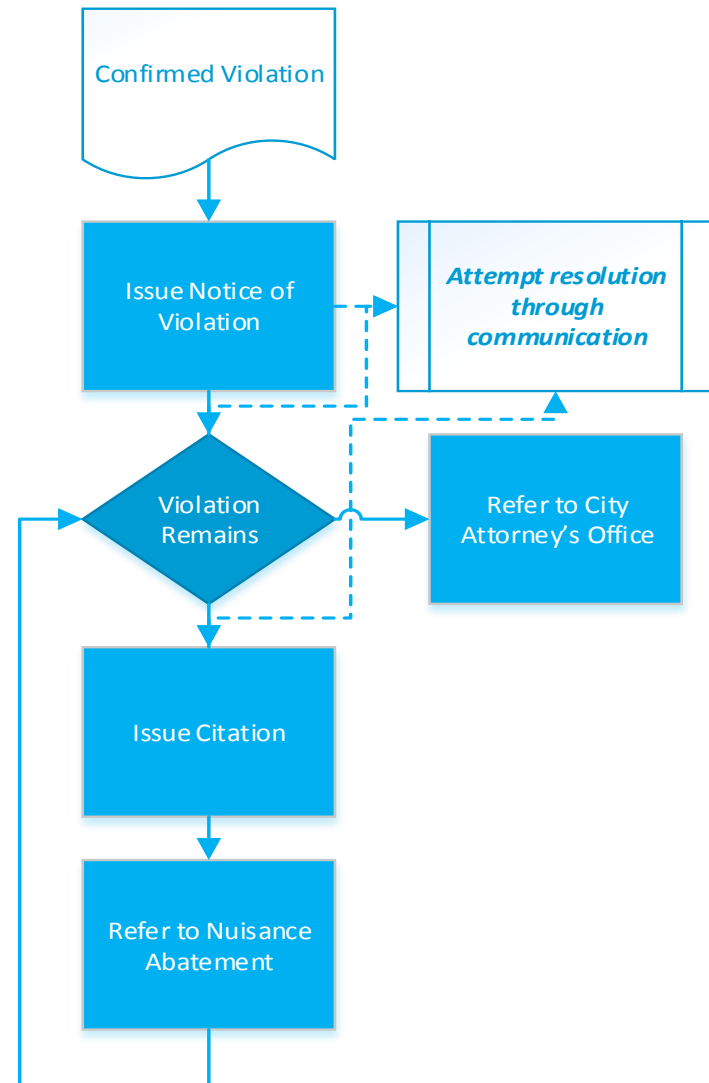 Confirmed Violation
Issue Notice of
Violation
Attempt resolution
through
communication
Violation
Remains
Refer to City
Attorney's Office
Issue Citation
Refer to Nuisance
Abatement